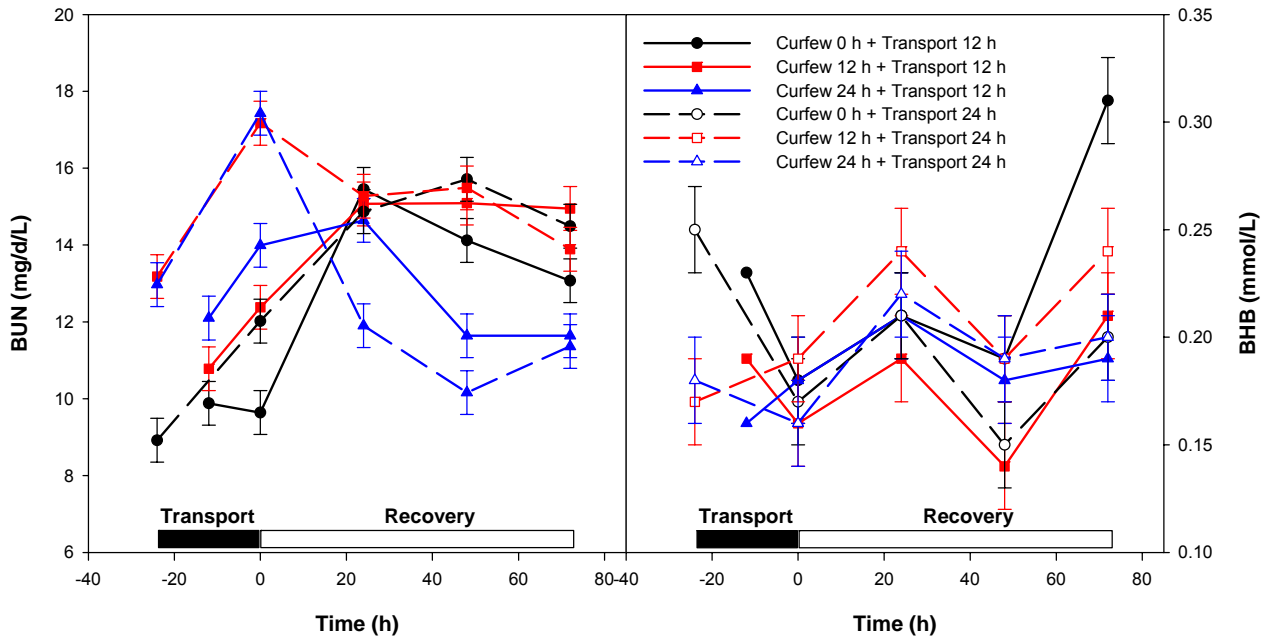 20
18
16
14
12
10
8
6
BUN (mg/d/L)
Transport
Recovery
-40
-20
0
20
40
60
80
Time (h)
Curfew 0 h + Transport 12 h
Curfew 12 h + Transport 12 h
Curfew 24 h + Transport 12 h
Curfew 0 h + Transport 24 h
Curfew 12 h + Transport 24 h
Curfew 24 h + Transport 24 h
Transport
Recovery
-40
-20
0
20
40
60
80
Time (h)
0.35
0.30
0.25
0.20
0.15
0.10
BHB (mmol/L)